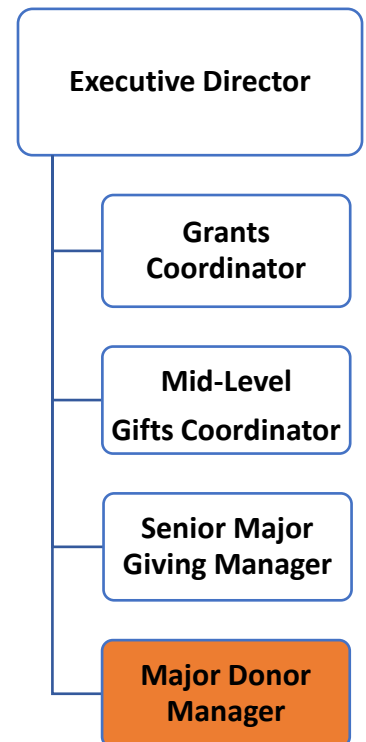 Executive Director
Grants
Coordinator
Mid-Level
Gifts Coordinator
Senior Major
Giving Manager
Major Donor
Manager